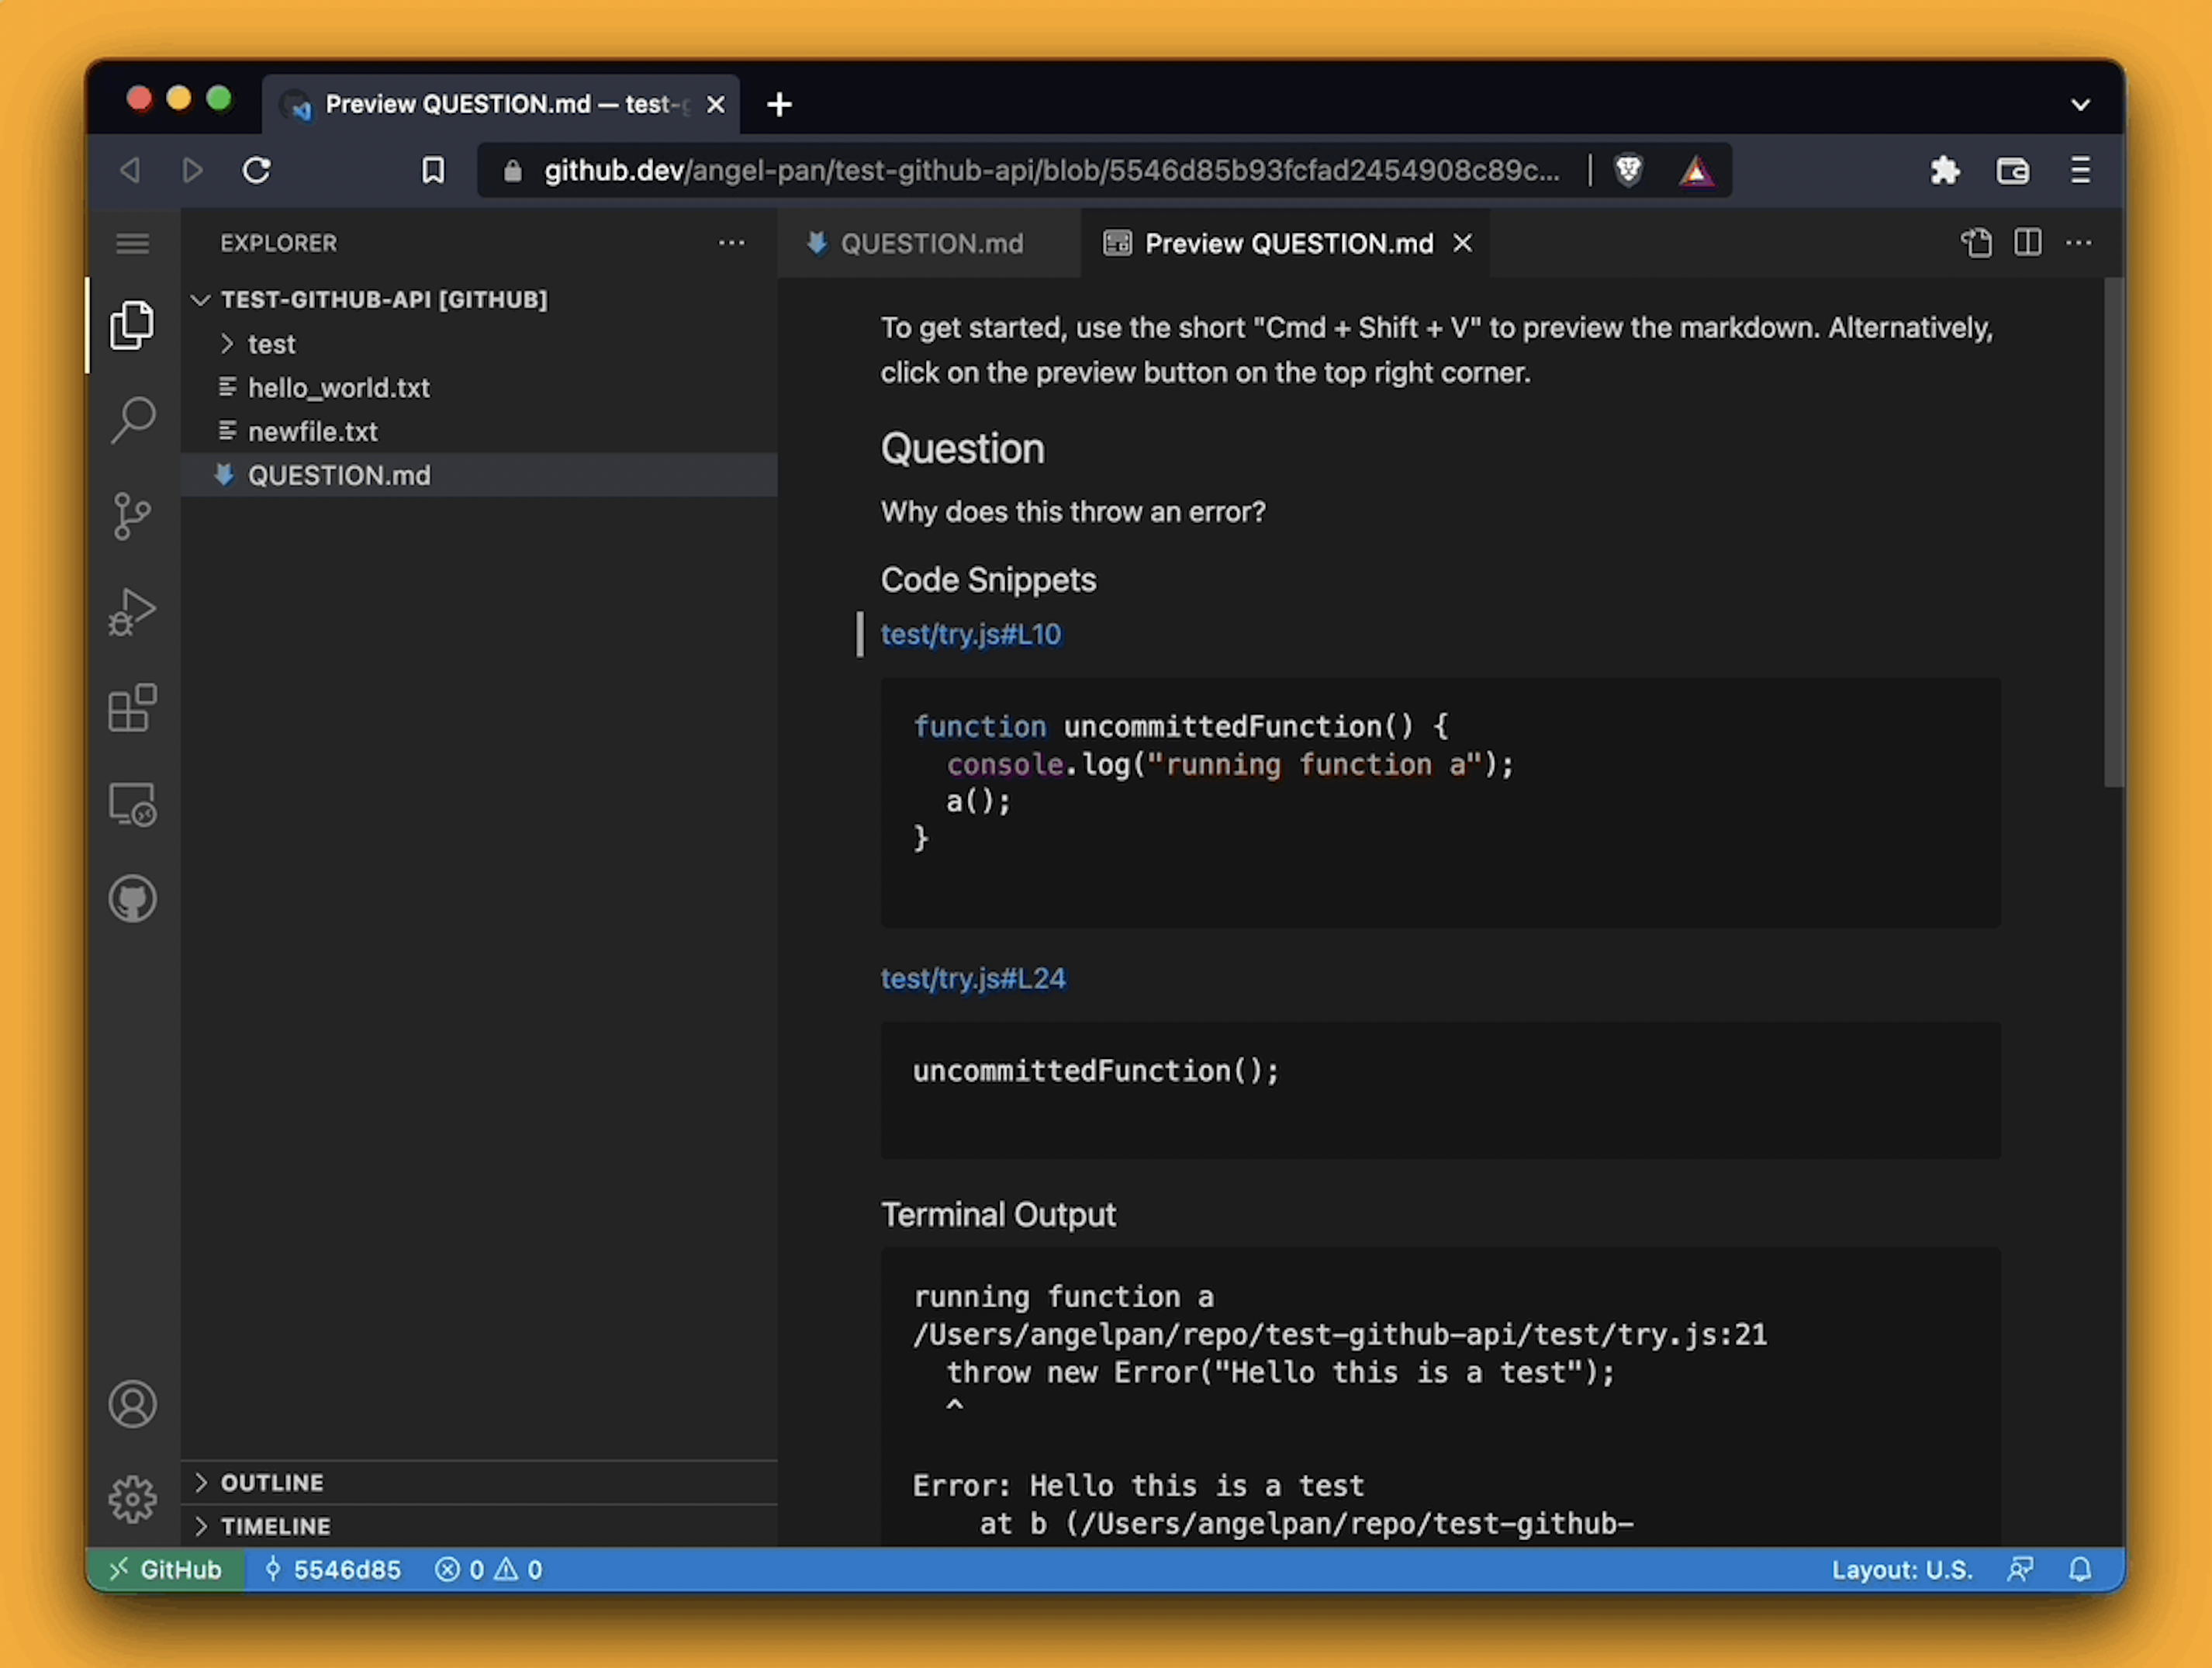 Preview QUESTION.md — test-
github.dev/angel-pan/test-github-api/blob/5546d85b93fcfad2454908c89c...
EXPLORER
TEST-GITHUB-API [GITHUB]
test
hello_world.txt
newfile.txt
QUESTION.md
OUTLINE
TIMELINE
QUESTION.md
Preview QUESTION.md
To get started, use the short "Cmd + Shift + V" to preview the markdown. Alternatively,
click on the preview button on the top right corner.
Question
Why does this throw an error?
Code Snippets
test/try.js#L10
function uncommittedFunction() {
  console.log("running function a");
  a();
}
test/try.js#L24
uncommittedFunction();
Terminal Output
running function a
/Users/angelpan/repo/test-github-api/test/try.js:21
  throw new Error("Hello this is a test");
  ^
Error: Hello this is a test
    at b (/Users/angelpan/repo/test-github-
GitHub
5546d85
0
0
Layout: U.S.